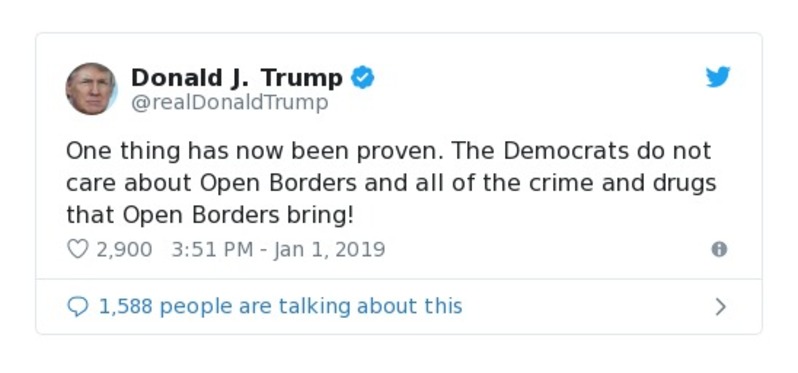 Donald J. Trump
@realDonaldTrump
One thing has now been proven. The Democrats do not
care about Open Borders and all of the crime and drugs
that Open Borders bring!
2,900 3:51 PM - Jan 1, 2019
1,588 people are talking about this